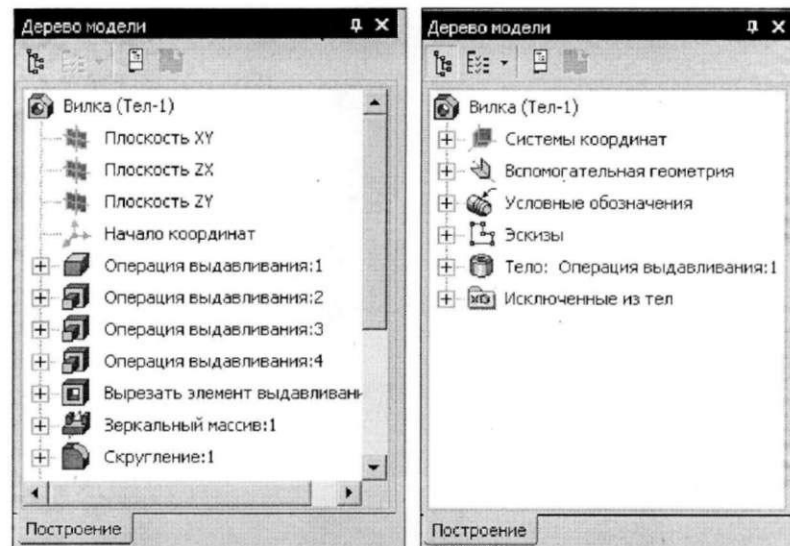 Дерево модели
Вилка (Тел-1)
Плоскость XY
Плоскость ZX
Плоскость ZY
Начало координат
Операция выдавливания:1
Операция выдавливания:2
Операция выдавливания:3
Операция выдавливания:4
Вырезать элемент выдавливани
Зеркальный массив:1
Скругление:1
Построение
Дерево модели
Вилка (Тел-1)
Системы координат
Вспомогательная геометрия
Условные обозначения
Эскизы
Тело: Операция выдавливания:1
Исключенные из тел
Построение